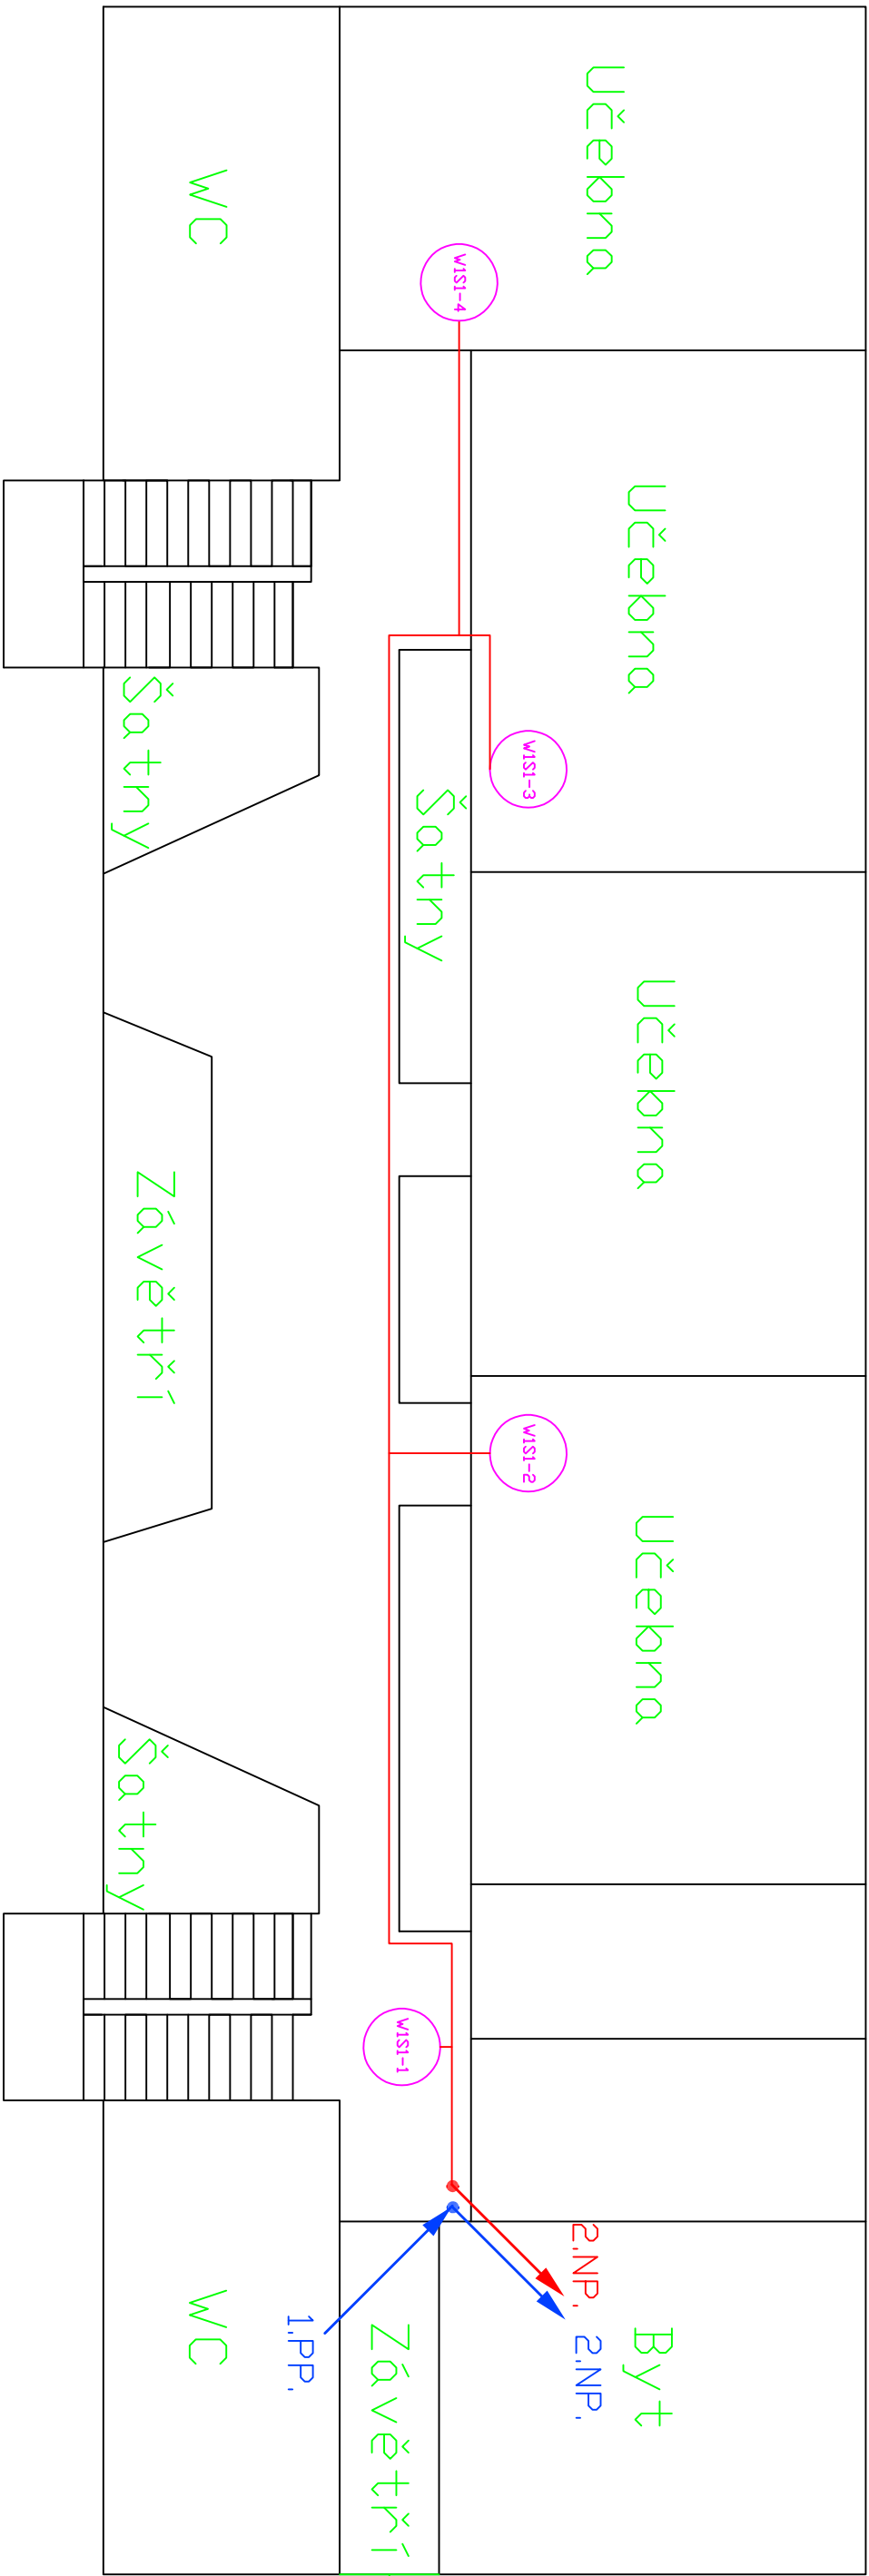 Učebna
WC
W1S1-4
Učebna
Šatny
W1S1-3
Šatny
Učebna
Závětří
W1S1-2
Učebna
Šatny
W1S1-1
2.NP.
2.NP.
1.PP.
Byt
WC
Závětří